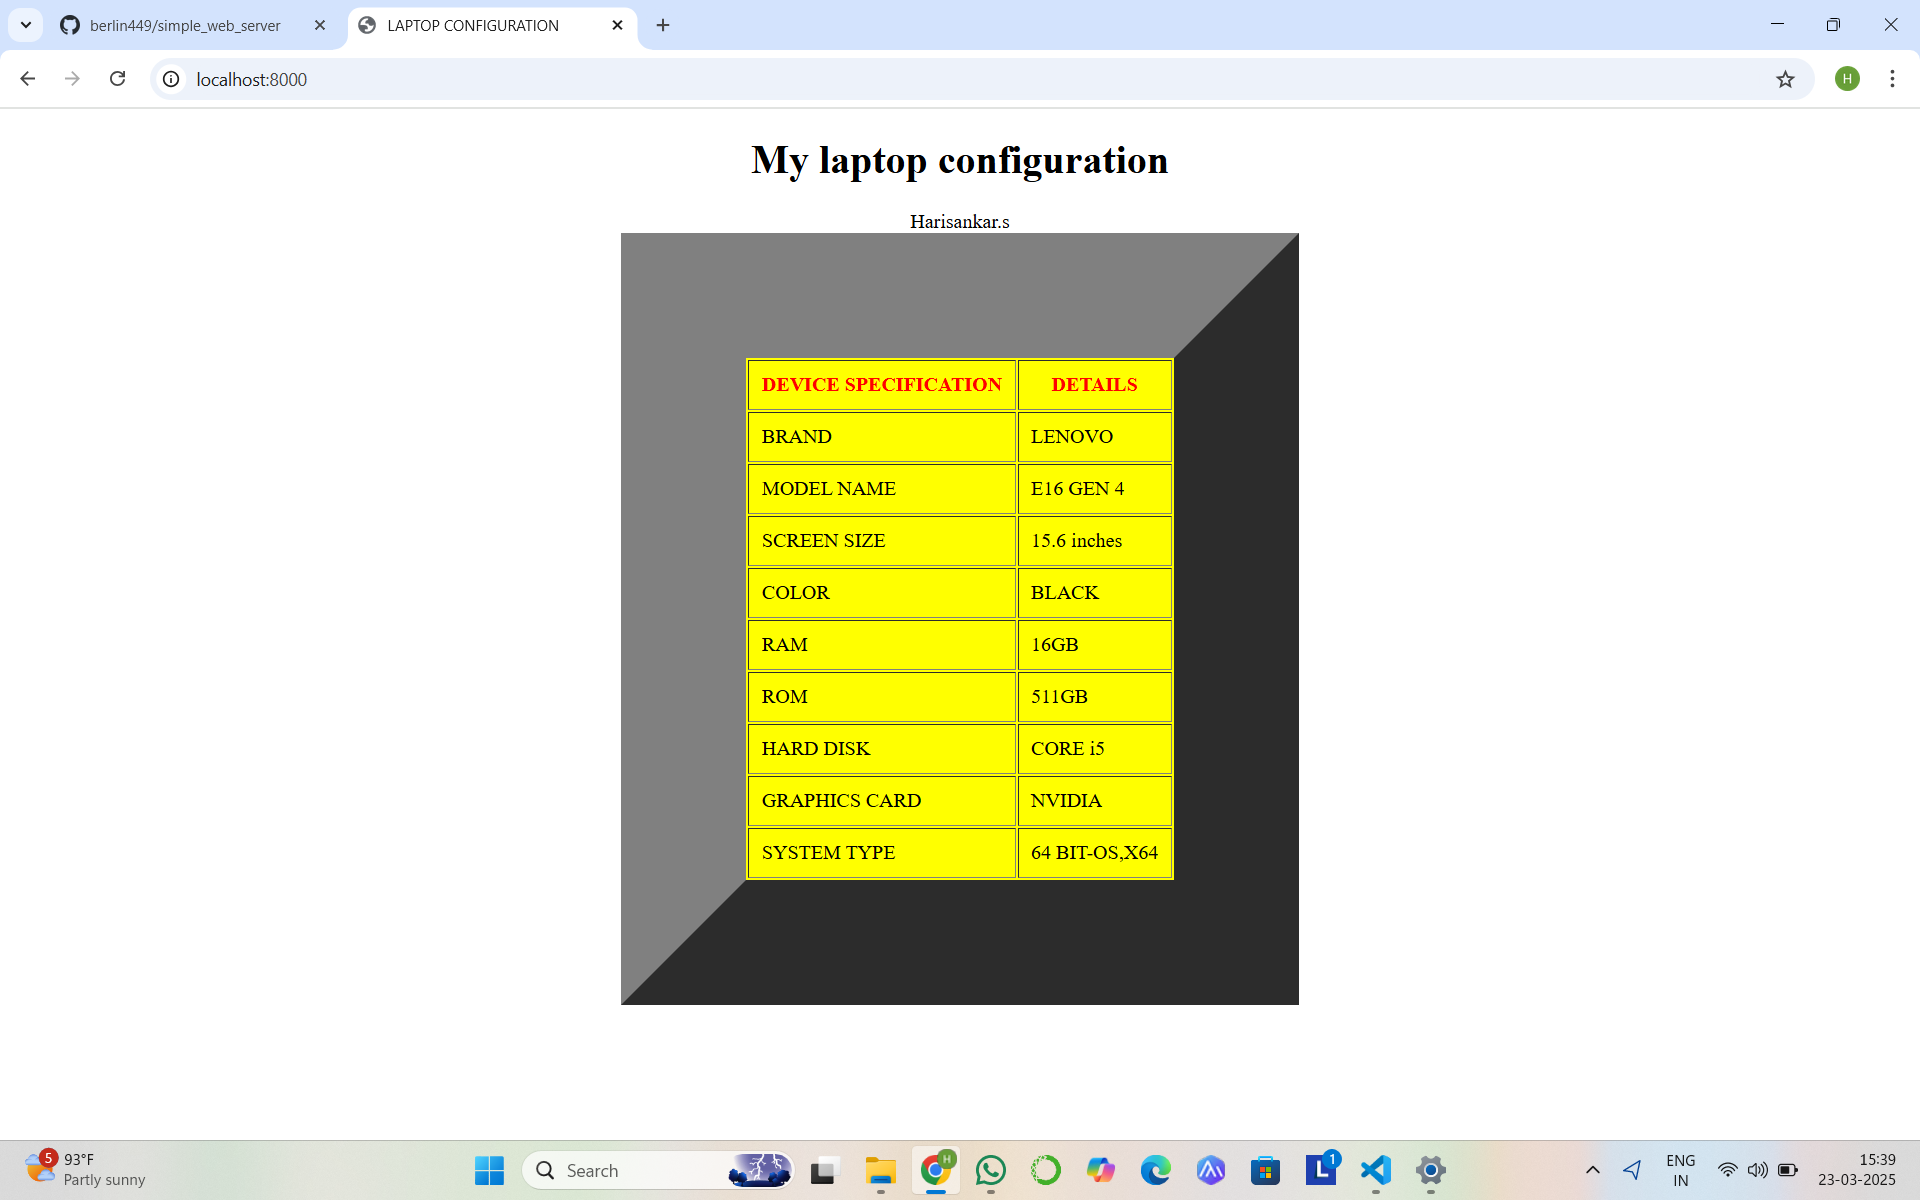 berlin449/simple_web_server
LAPTOP CONFIGURATION
localhost:8000
H
My laptop configuration
Harisankar.s
DEVICE SPECIFICATION DETAILS
BRAND LENOVO
MODEL NAME E16 GEN 4
SCREEN SIZE 15.6 inches
COLOR BLACK
RAM 16GB
ROM 511GB
HARD DISK CORE i5
GRAPHICS CARD NVIDIA
SYSTEM TYPE 64 BIT-OS,X64
5
93°F
Partly sunny
Search
H
L
1
ENG
IN
15:39
23-03-2025